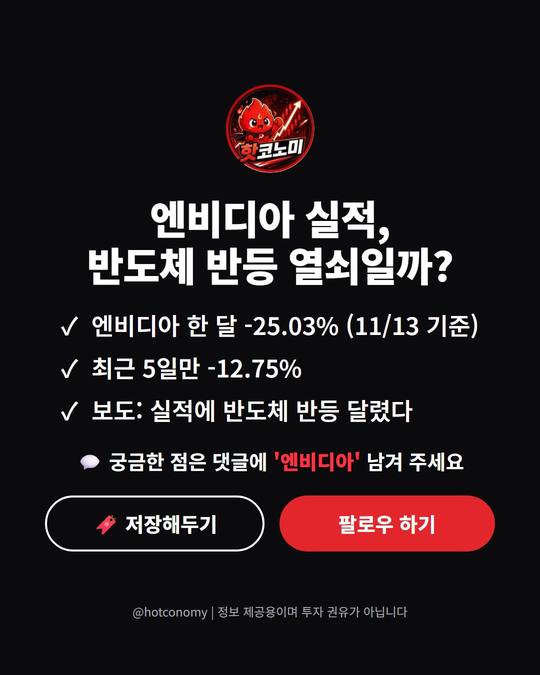 핫코노미
엔비디아 실적,
반도체 반등 열쇠일까?
✓ 엔비디아 한 달 -25.03% (11/13 기준)
✓ 최근 5일만 -12.75%
✓ 보도: 실적에 반도체 반등 달렸다
💬 궁금한 점은 댓글에 '엔비디아' 남겨 주세요
🔖 저장해두기
팔로우 하기
@hotconomy | 정보 제공용이며 투자 권유가 아닙니다